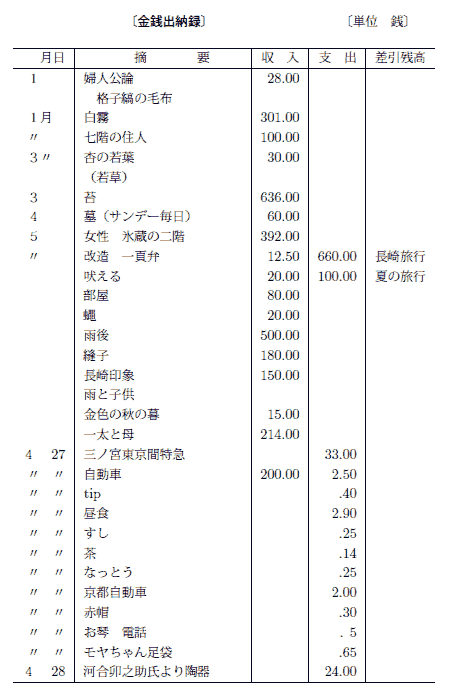 〔金銭出納録〕 〔単位 銭〕
月日 摘 要 収 入 支 出 差引残高
1 婦人公論 28.00
格子縞の毛布
1月 白霧 301.00
〃 七階の住人 100.00
3〃 杏の若葉 30.00
（若草）
3 苔 636.00
4 墓（サンデー毎日） 60.00
5 女性 氷蔵の二階 392.00
〃 改造 一頁弁 12.50 660.00 長崎旅行
吠える 20.00 100.00 夏の旅行
部屋 80.00
蠅 20.00
雨後 500.00
縫子 180.00
長崎印象 150.00
雨と子供
金色の秋の暮 15.00
一太と母 214.00
4 27 三ノ宮東京間特急 33.00
〃 〃 自動車 200.00 2.50
〃 〃 tip .40
〃 〃 昼食 2.90
〃 〃 すし .25
〃 〃 茶 .14
〃 〃 なっとう .25
〃 〃 京都自動車 2.00
〃 〃 赤帽 .30
〃 〃 お琴 電話 . 5
〃 〃 モヤちゃん足袋 .65
4 28 河合卯之助氏より陶器 24.00